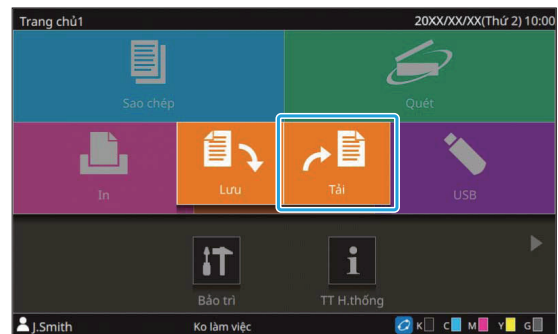 Trang chủ1 20XX/XX/XX(Thứ 2) 10:00
Sao chép Quét
In Lưu Tải USB
Bảo trì TT H.thống
J.Smith Ko làm việc K C M Y G